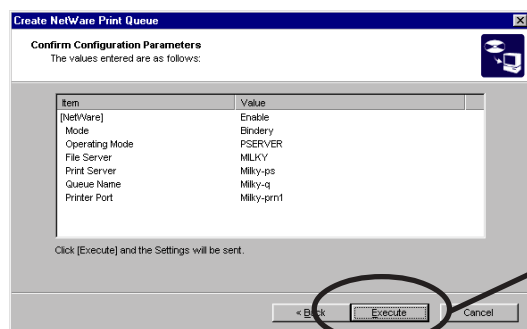 Create NetWare Print Queue
Confirm Configuration Parameters
The values entered are as follows:
Item Value
[NetWare] Enable
Mode Bindery
Operating Mode PSERVER
File Server MILKY
Print Server Milky-ps
Queue Name Milky-q
Printer Port Milky-prn1
Click [Execute] and the Settings will be sent.
< Back Execute Cancel